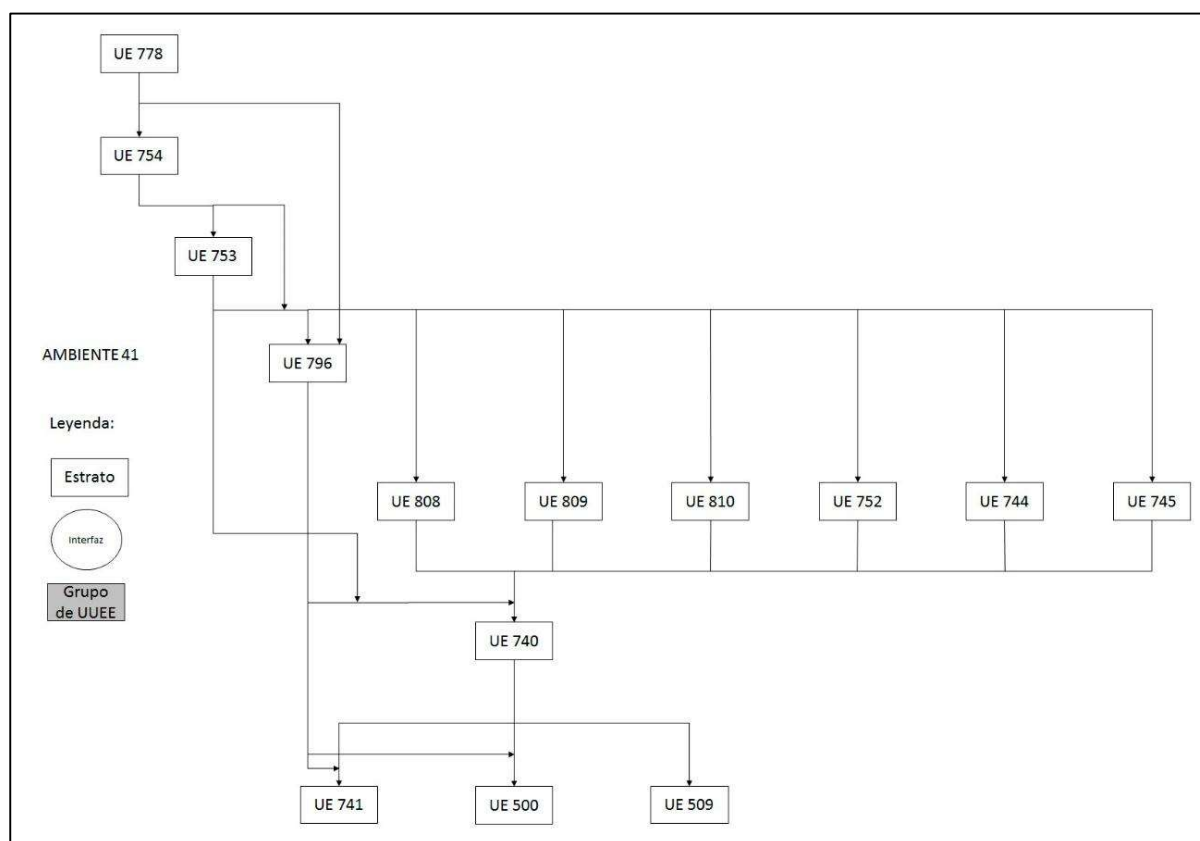 UE 778
UE 754
UE 753
AMBIENTE 41
UE 796
Leyenda:
Estrato
UE 808
UE 809
UE 810
UE 752
UE 744
UE 745
Interfaz
Grupo
de UUEE
UE 740
UE 741
UE 500
UE 509